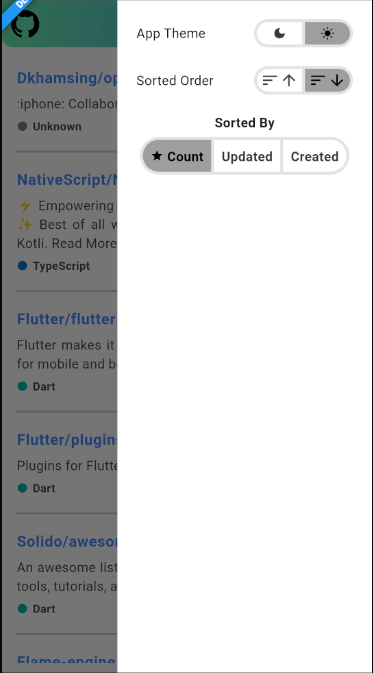 App Theme
Sorted Order
Sorted By
Count Updated Created
Dkhamsing/op
:iphone: Collabor
Unknown
NativeScript/N
⚡ Empowering
✨ Best of all w
Kotli. Read More
TypeScript
Flutter/flutter
Flutter makes it
for mobile and b
Dart
Flutter/plugins
Plugins for Flutte
Dart
Solido/aweso
An awesome list
tools, tutorials, a
Dart
Flame-engine